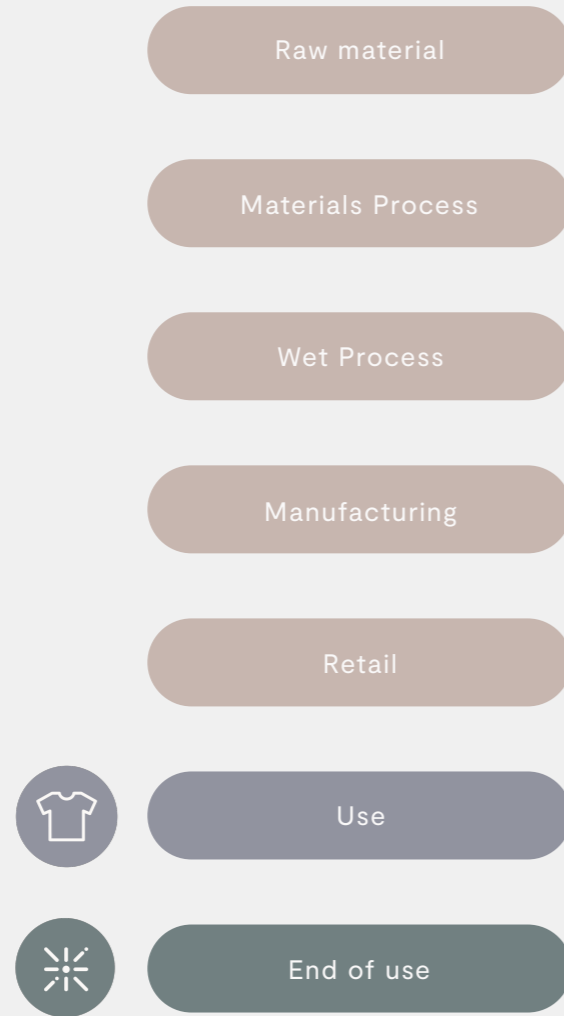 Raw material
Materials Process
Wet Process
Manufacturing
Retail
Use
End of use